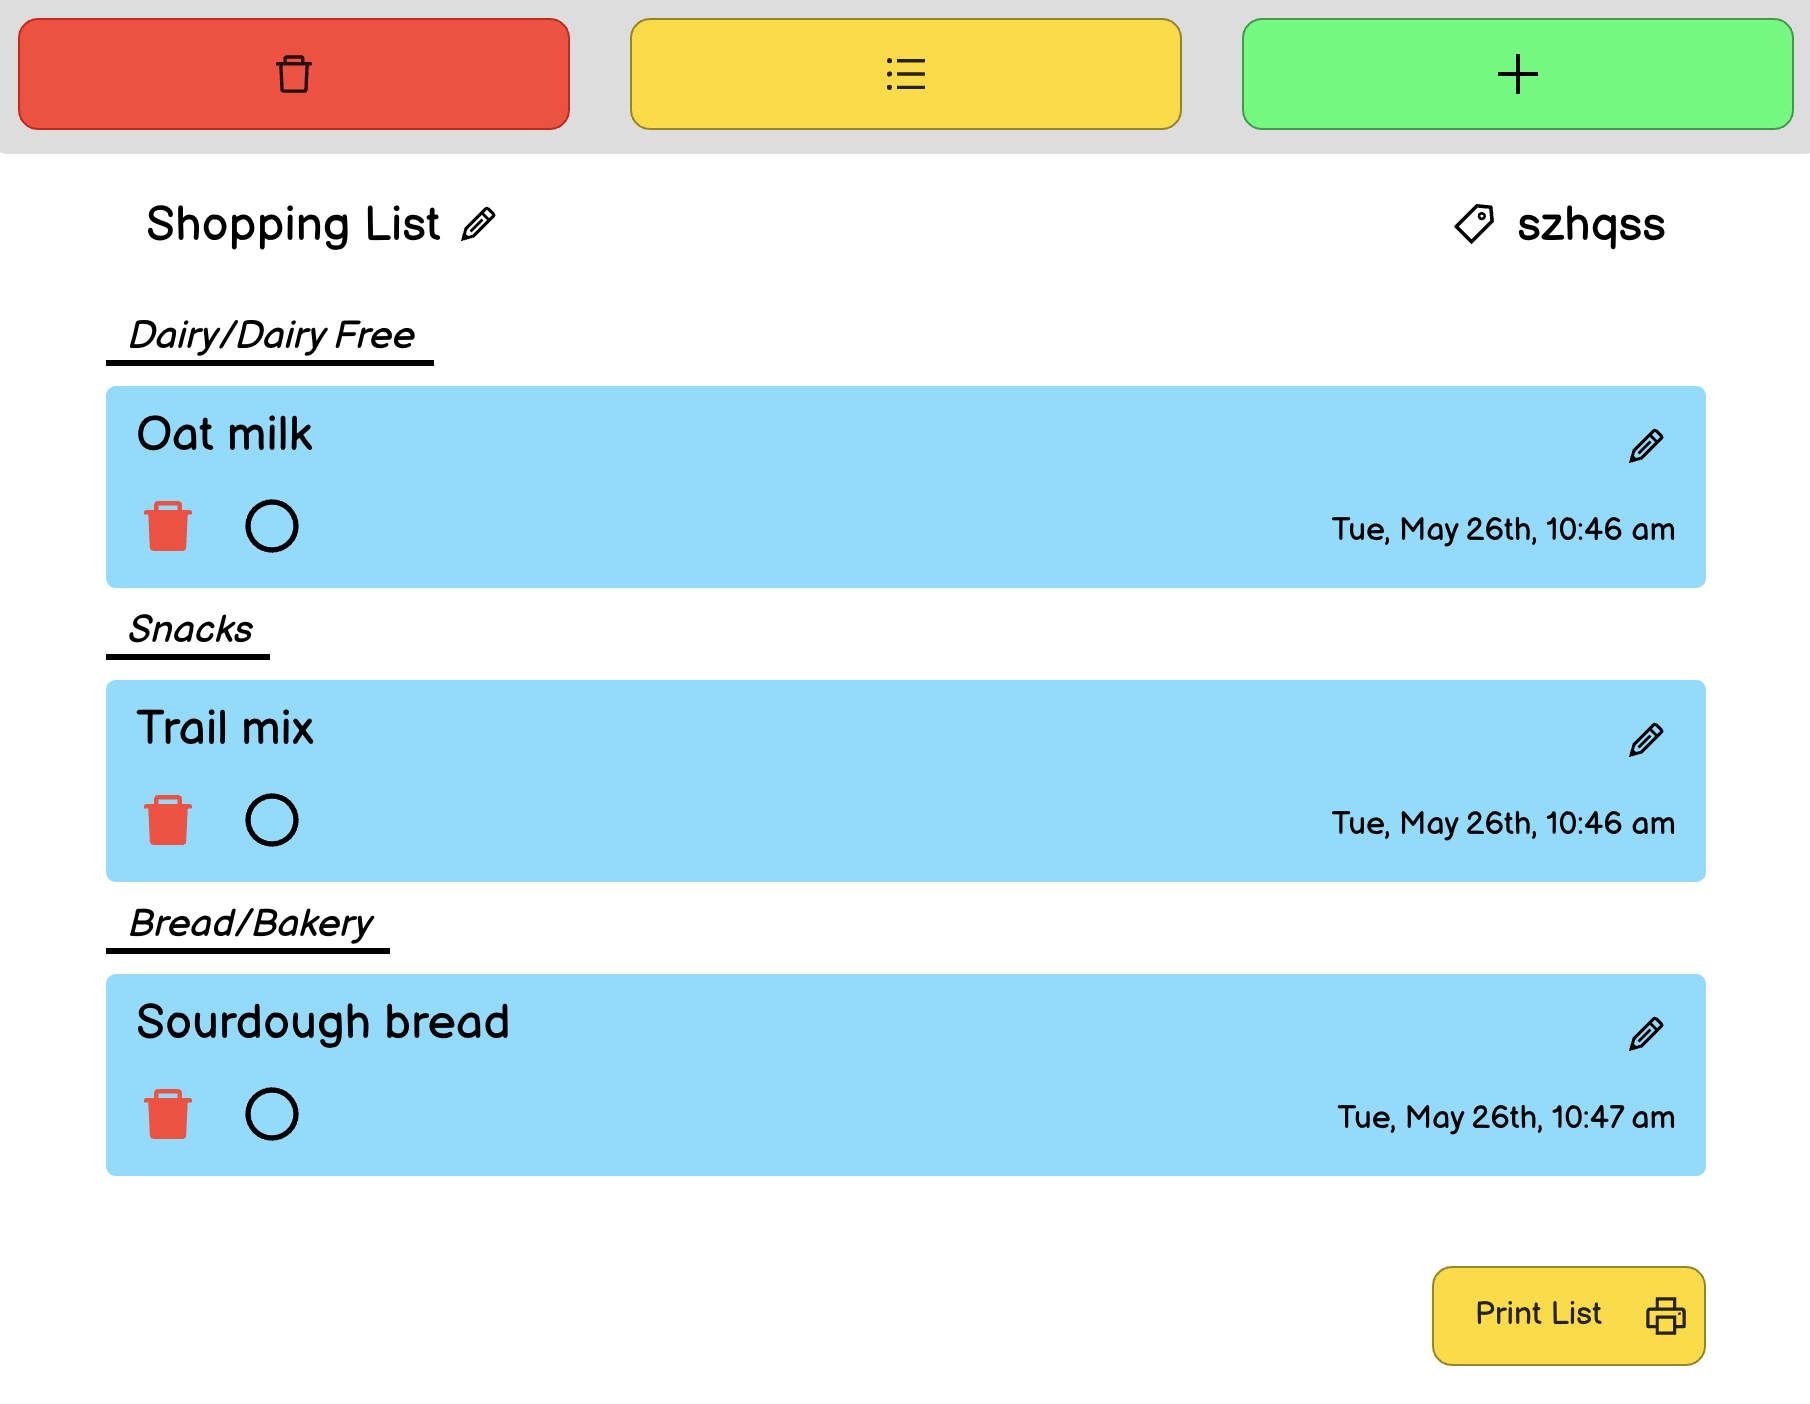 Shopping List
szhqss
Dairy/Dairy Free
Oat milk
Tue, May 26th, 10:46 am
Snacks
Trail mix
Tue, May 26th, 10:46 am
Bread/Bakery
Sourdough bread
Tue, May 26th, 10:47 am
Print List